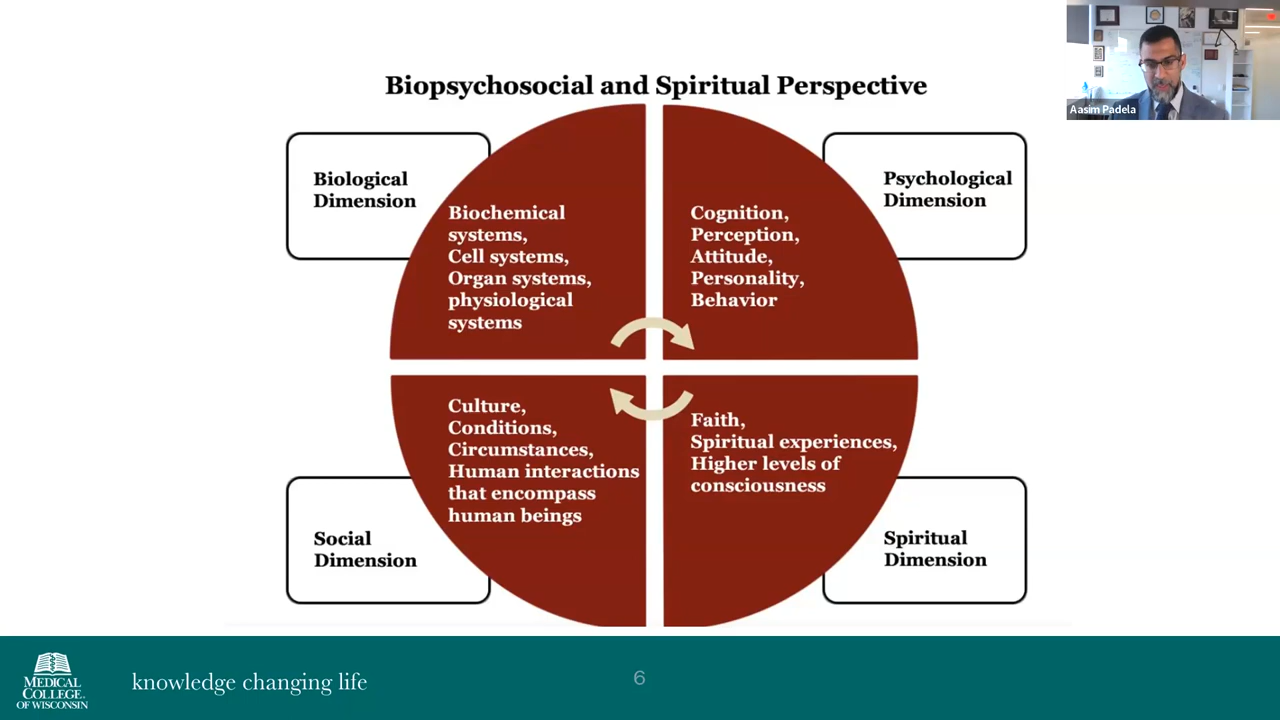 Biopsychosocial and Spiritual Perspective
Aasim Padela
Biological
Dimension
Biochemical
systems,
Cell systems,
Organ systems,
physiological
systems
Cognition,
Perception,
Attitude,
Personality,
Behavior
Psychological
Dimension
Social
Dimension
Culture,
Conditions,
Circumstances,
Human interactions
that encompass
human beings
Faith,
Spiritual experiences,
Higher levels of
consciousness
Spiritual
Dimension
MEDICAL
COLLEGE
OF WISCONSIN
knowledge changing life
6